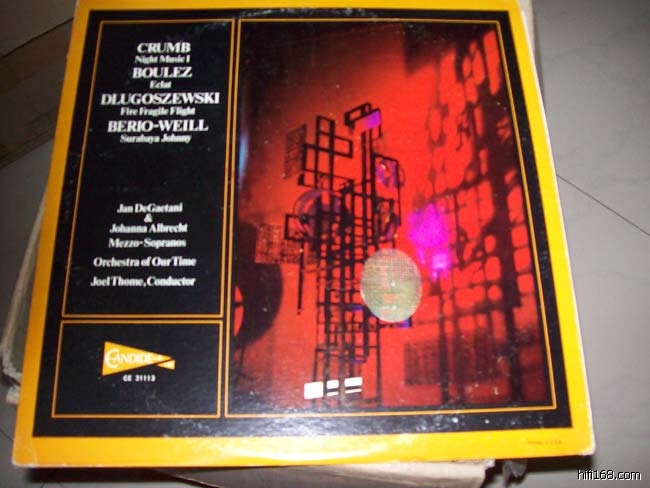 CRUMB
Night Music I
BOULEZ
Eclat
DLUGOSZEWSKI
Fire Fragile Flight
BERIO-WEILL
Surabaya Johnny
Jan DeGaetani
&
Johanna Albrecht
Mezzo-Sopranos
Orchestra of Our Time
Joel Thome, Conductor
CANDIDE
CE 31113
hifi168.com